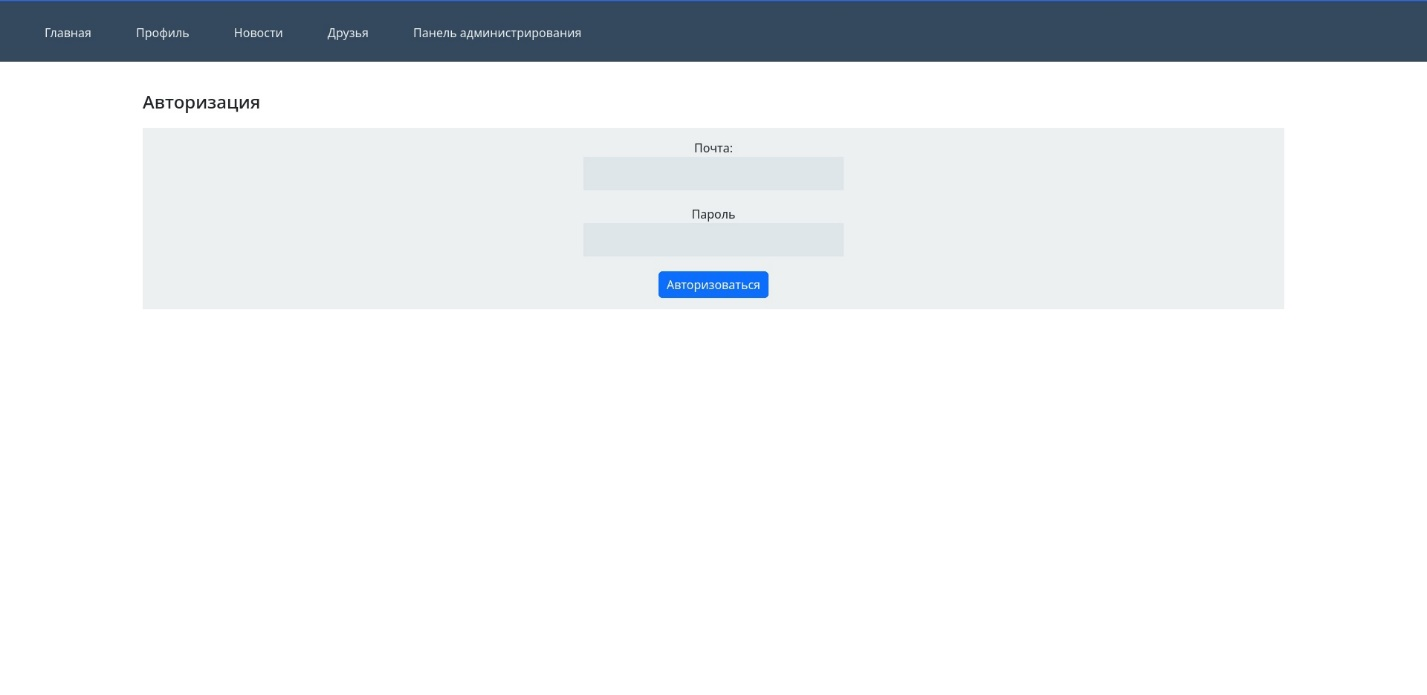 Главная Профиль Новости Друзья Панель администрирования
Авторизация
Почта:
Пароль
Авторизоваться